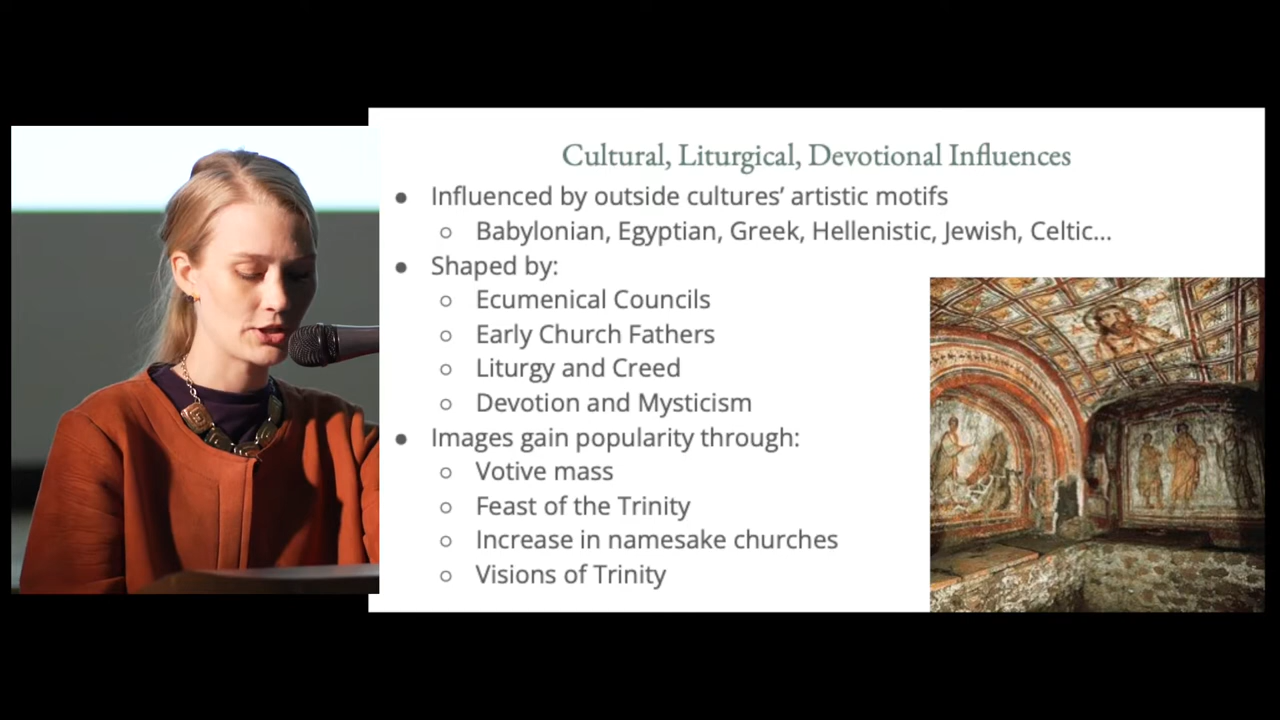 Cultural, Liturgical, Devotional Influences
● Influenced by outside cultures’ artistic motifs
○ Babylonian, Egyptian, Greek, Hellenistic, Jewish, Celtic...
● Shaped by:
○ Ecumenical Councils
○ Early Church Fathers
○ Liturgy and Creed
○ Devotion and Mysticism
● Images gain popularity through:
○ Votive mass
○ Feast of the Trinity
○ Increase in namesake churches
○ Visions of Trinity